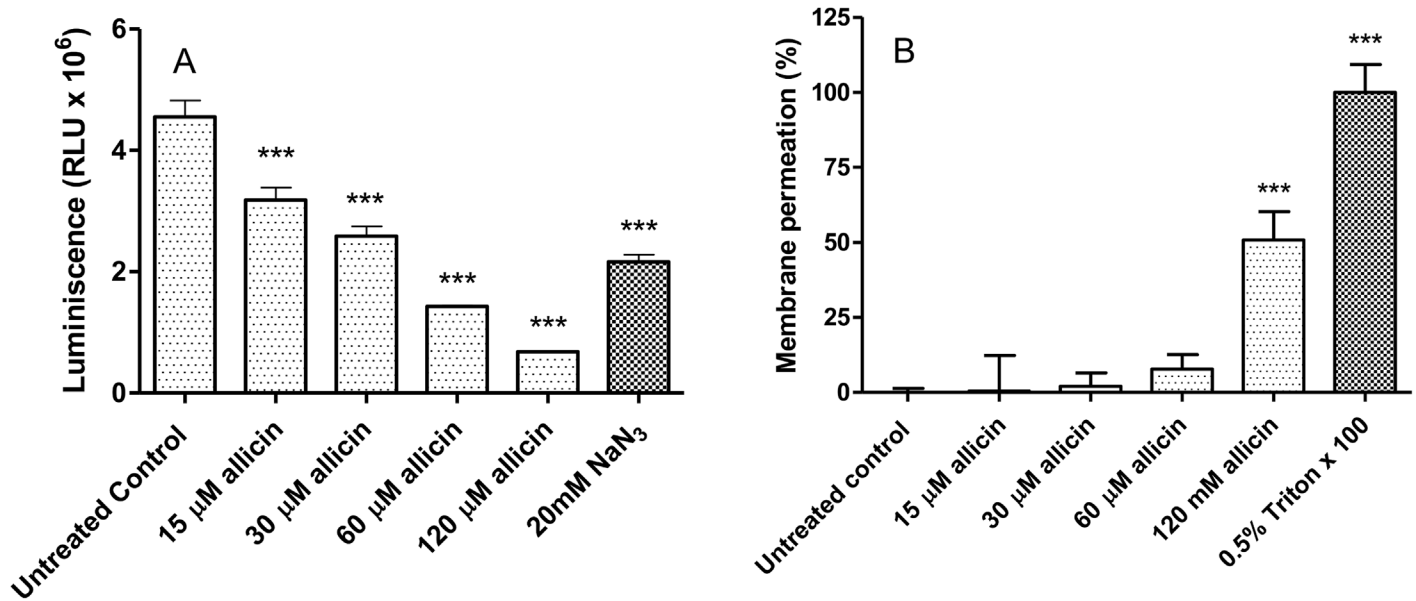 A
Luminiscence (RLU x 10⁶)
6
4
2
0
***
***
***
***
***
Untreated Control
15 µM allicin
30 µM allicin
60 µM allicin
120 µM allicin
20mM NaN₃
B
Membrane permeation (%)
125
100
75
50
25
0
***
***
Untreated control
15 µM allicin
30 µM allicin
60 µM allicin
120 mM allicin
0.5% Triton x 100